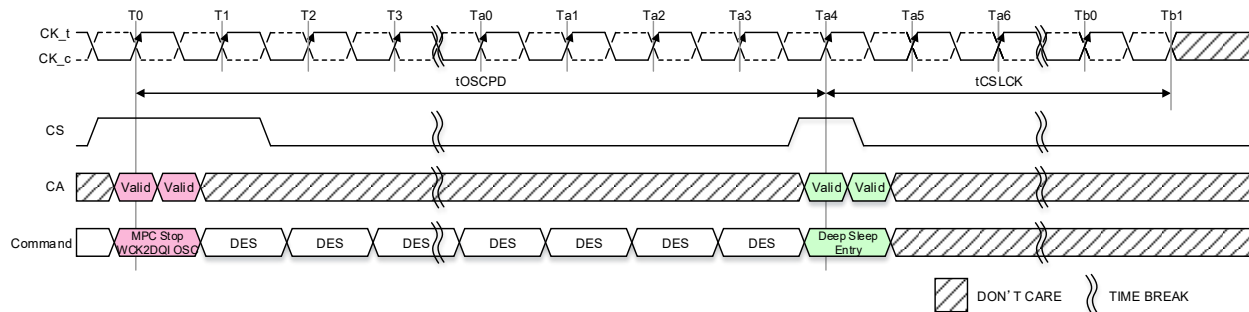 T0 T1 T2 T3 Ta0 Ta1 Ta2 Ta3 Ta4 Ta5 Ta6 Tb0 Tb1
CK_t
CK_c
tOSCPD tCSLCK
CS
CA Valid Valid Valid Valid
Command MPC Stop WCK2DQI OSC DES DES DES DES DES DES DES Deep Sleep Entry
DON'T CARE TIME BREAK